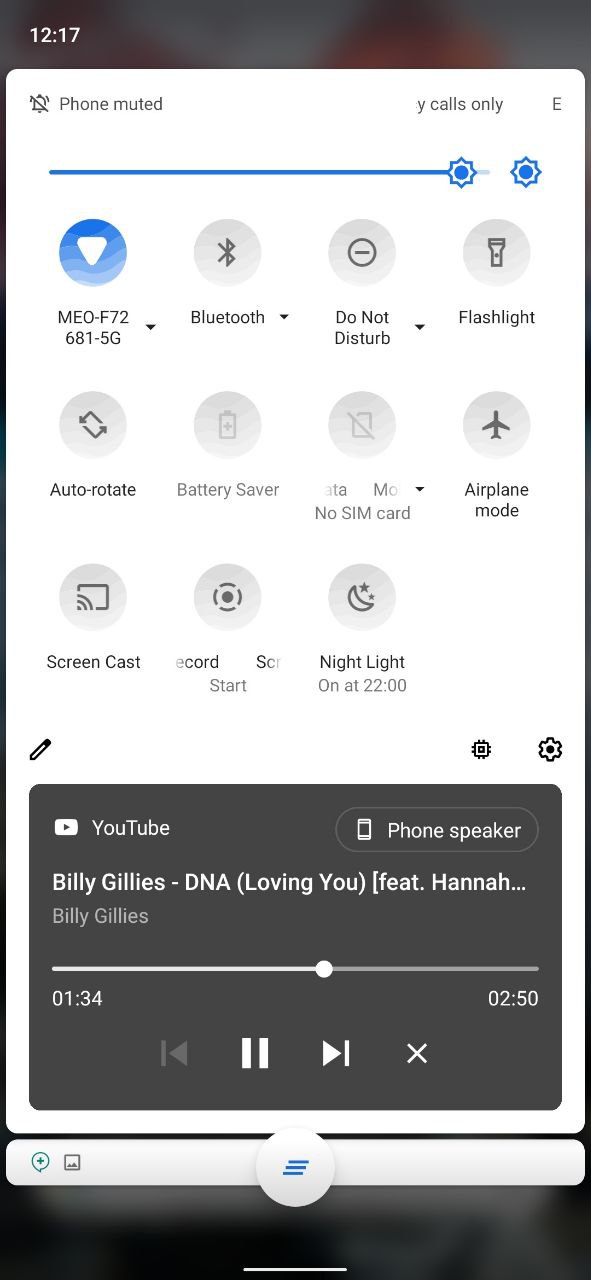 12:17
Phone muted y calls only E
MEO-F72
681-5G
Bluetooth
Do Not
Disturb
Flashlight
Auto-rotate
Battery Saver
ata Mo
No SIM card
Airplane
mode
Screen Cast
ecord Scr
Start
Night Light
On at 22:00
YouTube
Phone speaker
Billy Gillies - DNA (Loving You) [feat. Hannah...
Billy Gillies
01:34 02:50